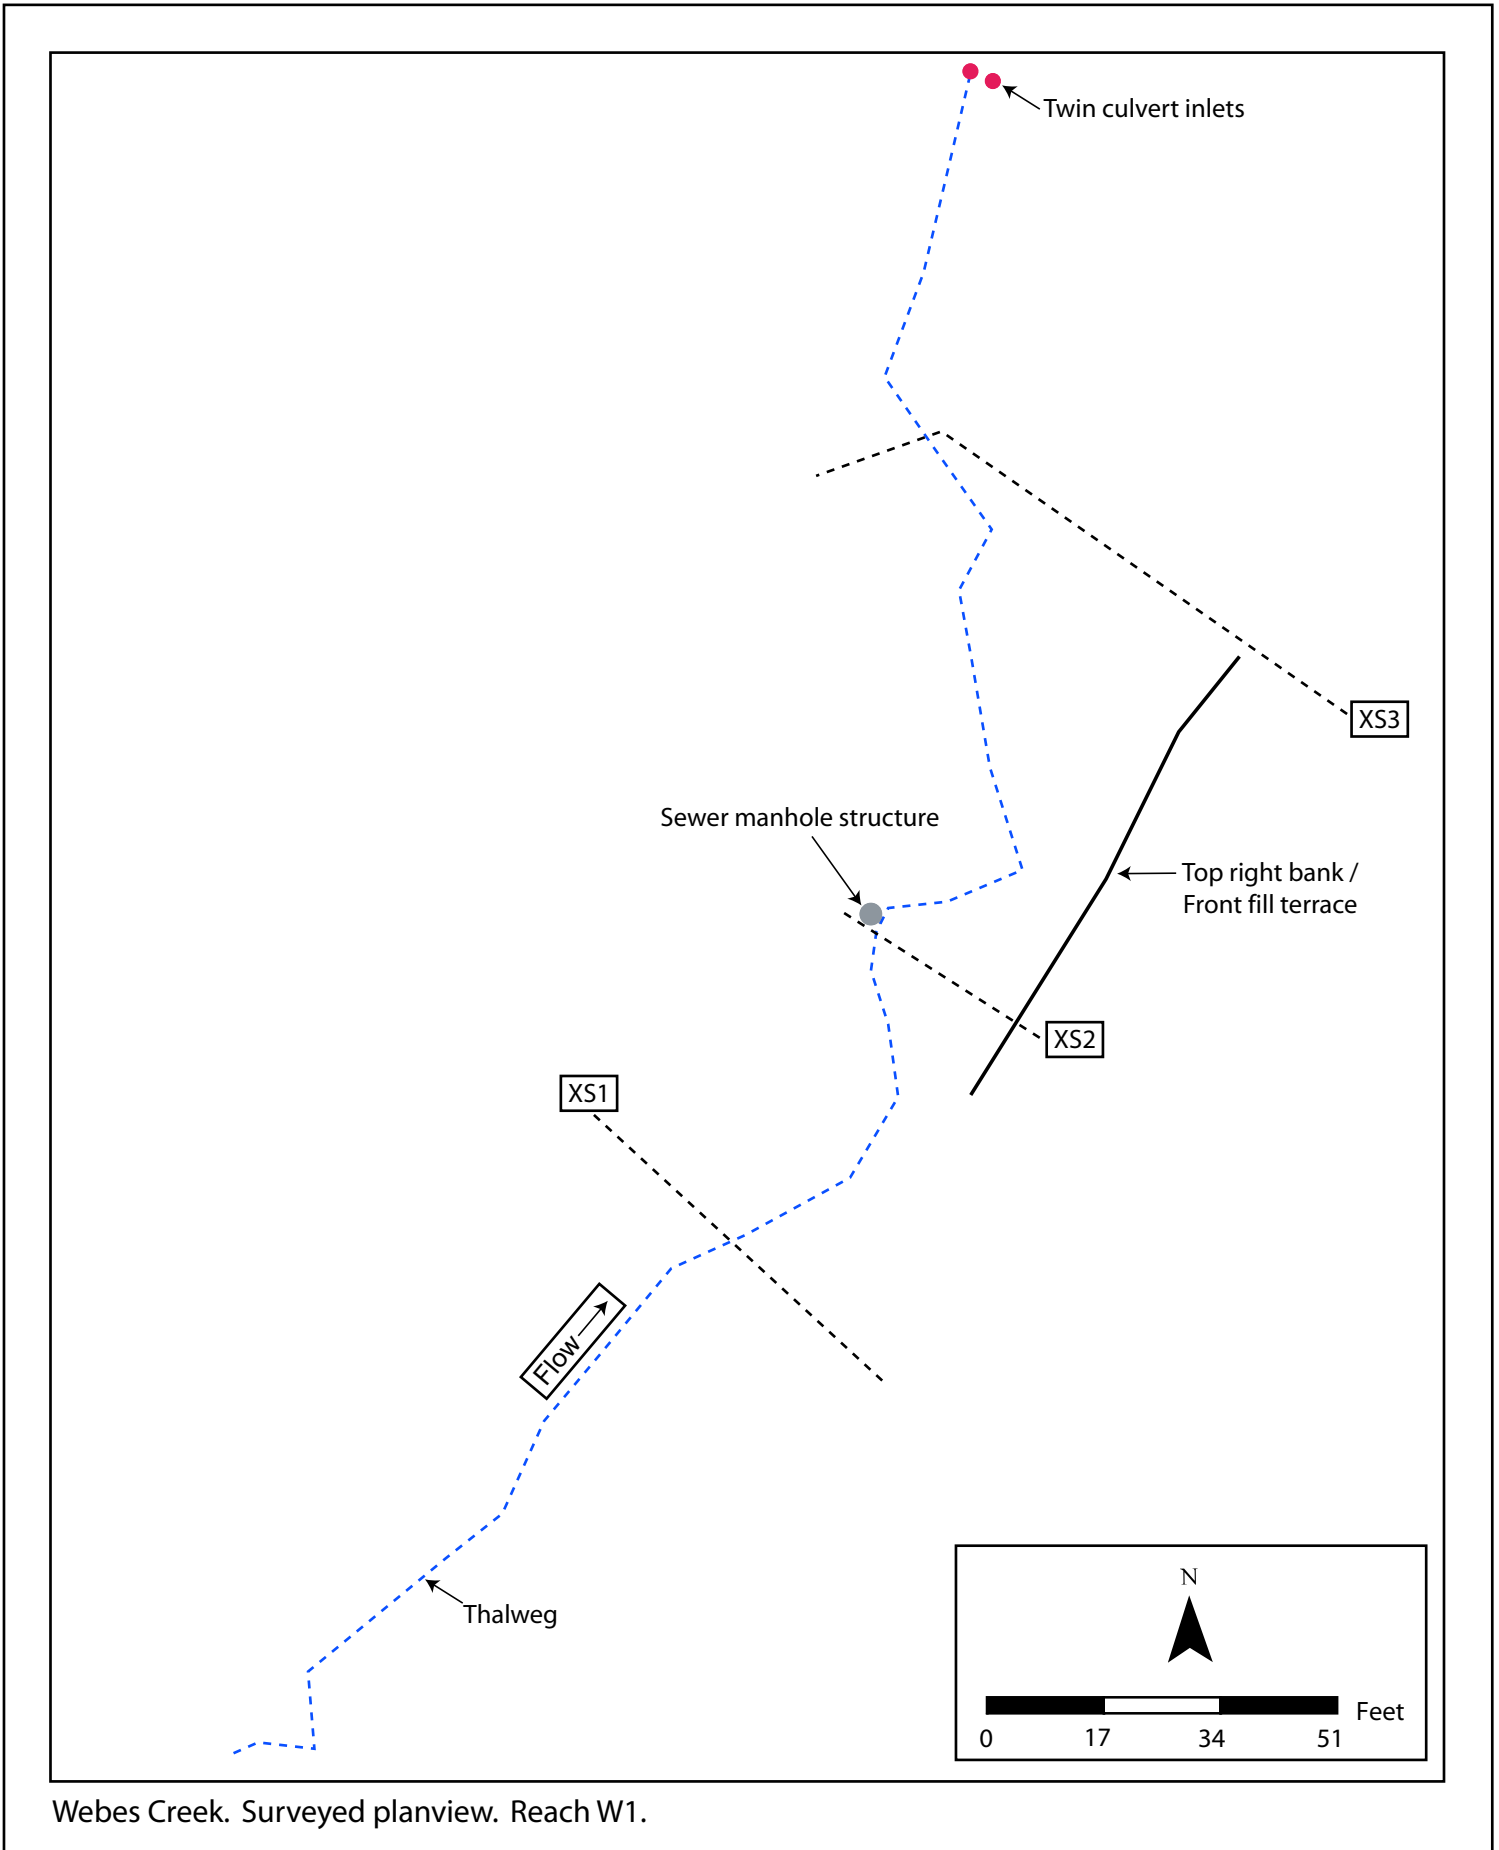 Twin culvert inlets
XS3
Sewer manhole structure
Top right bank /
Front fill terrace
XS2
XS1
Flow
Thalweg
N
Feet
0 17 34 51
Webes Creek. Surveyed planview. Reach W1.